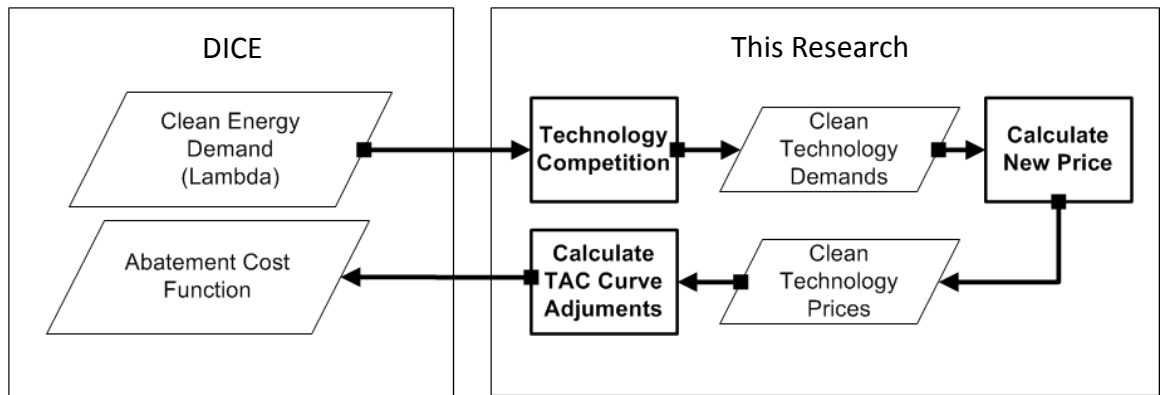 DICE
Clean Energy
Demand
(Lambda)
Abatement Cost
Function
This Research
Technology
Competition
Clean
Technology
Demands
Calculate
New Price
Calculate
TAC Curve
Adjuments
Clean
Technology
Prices